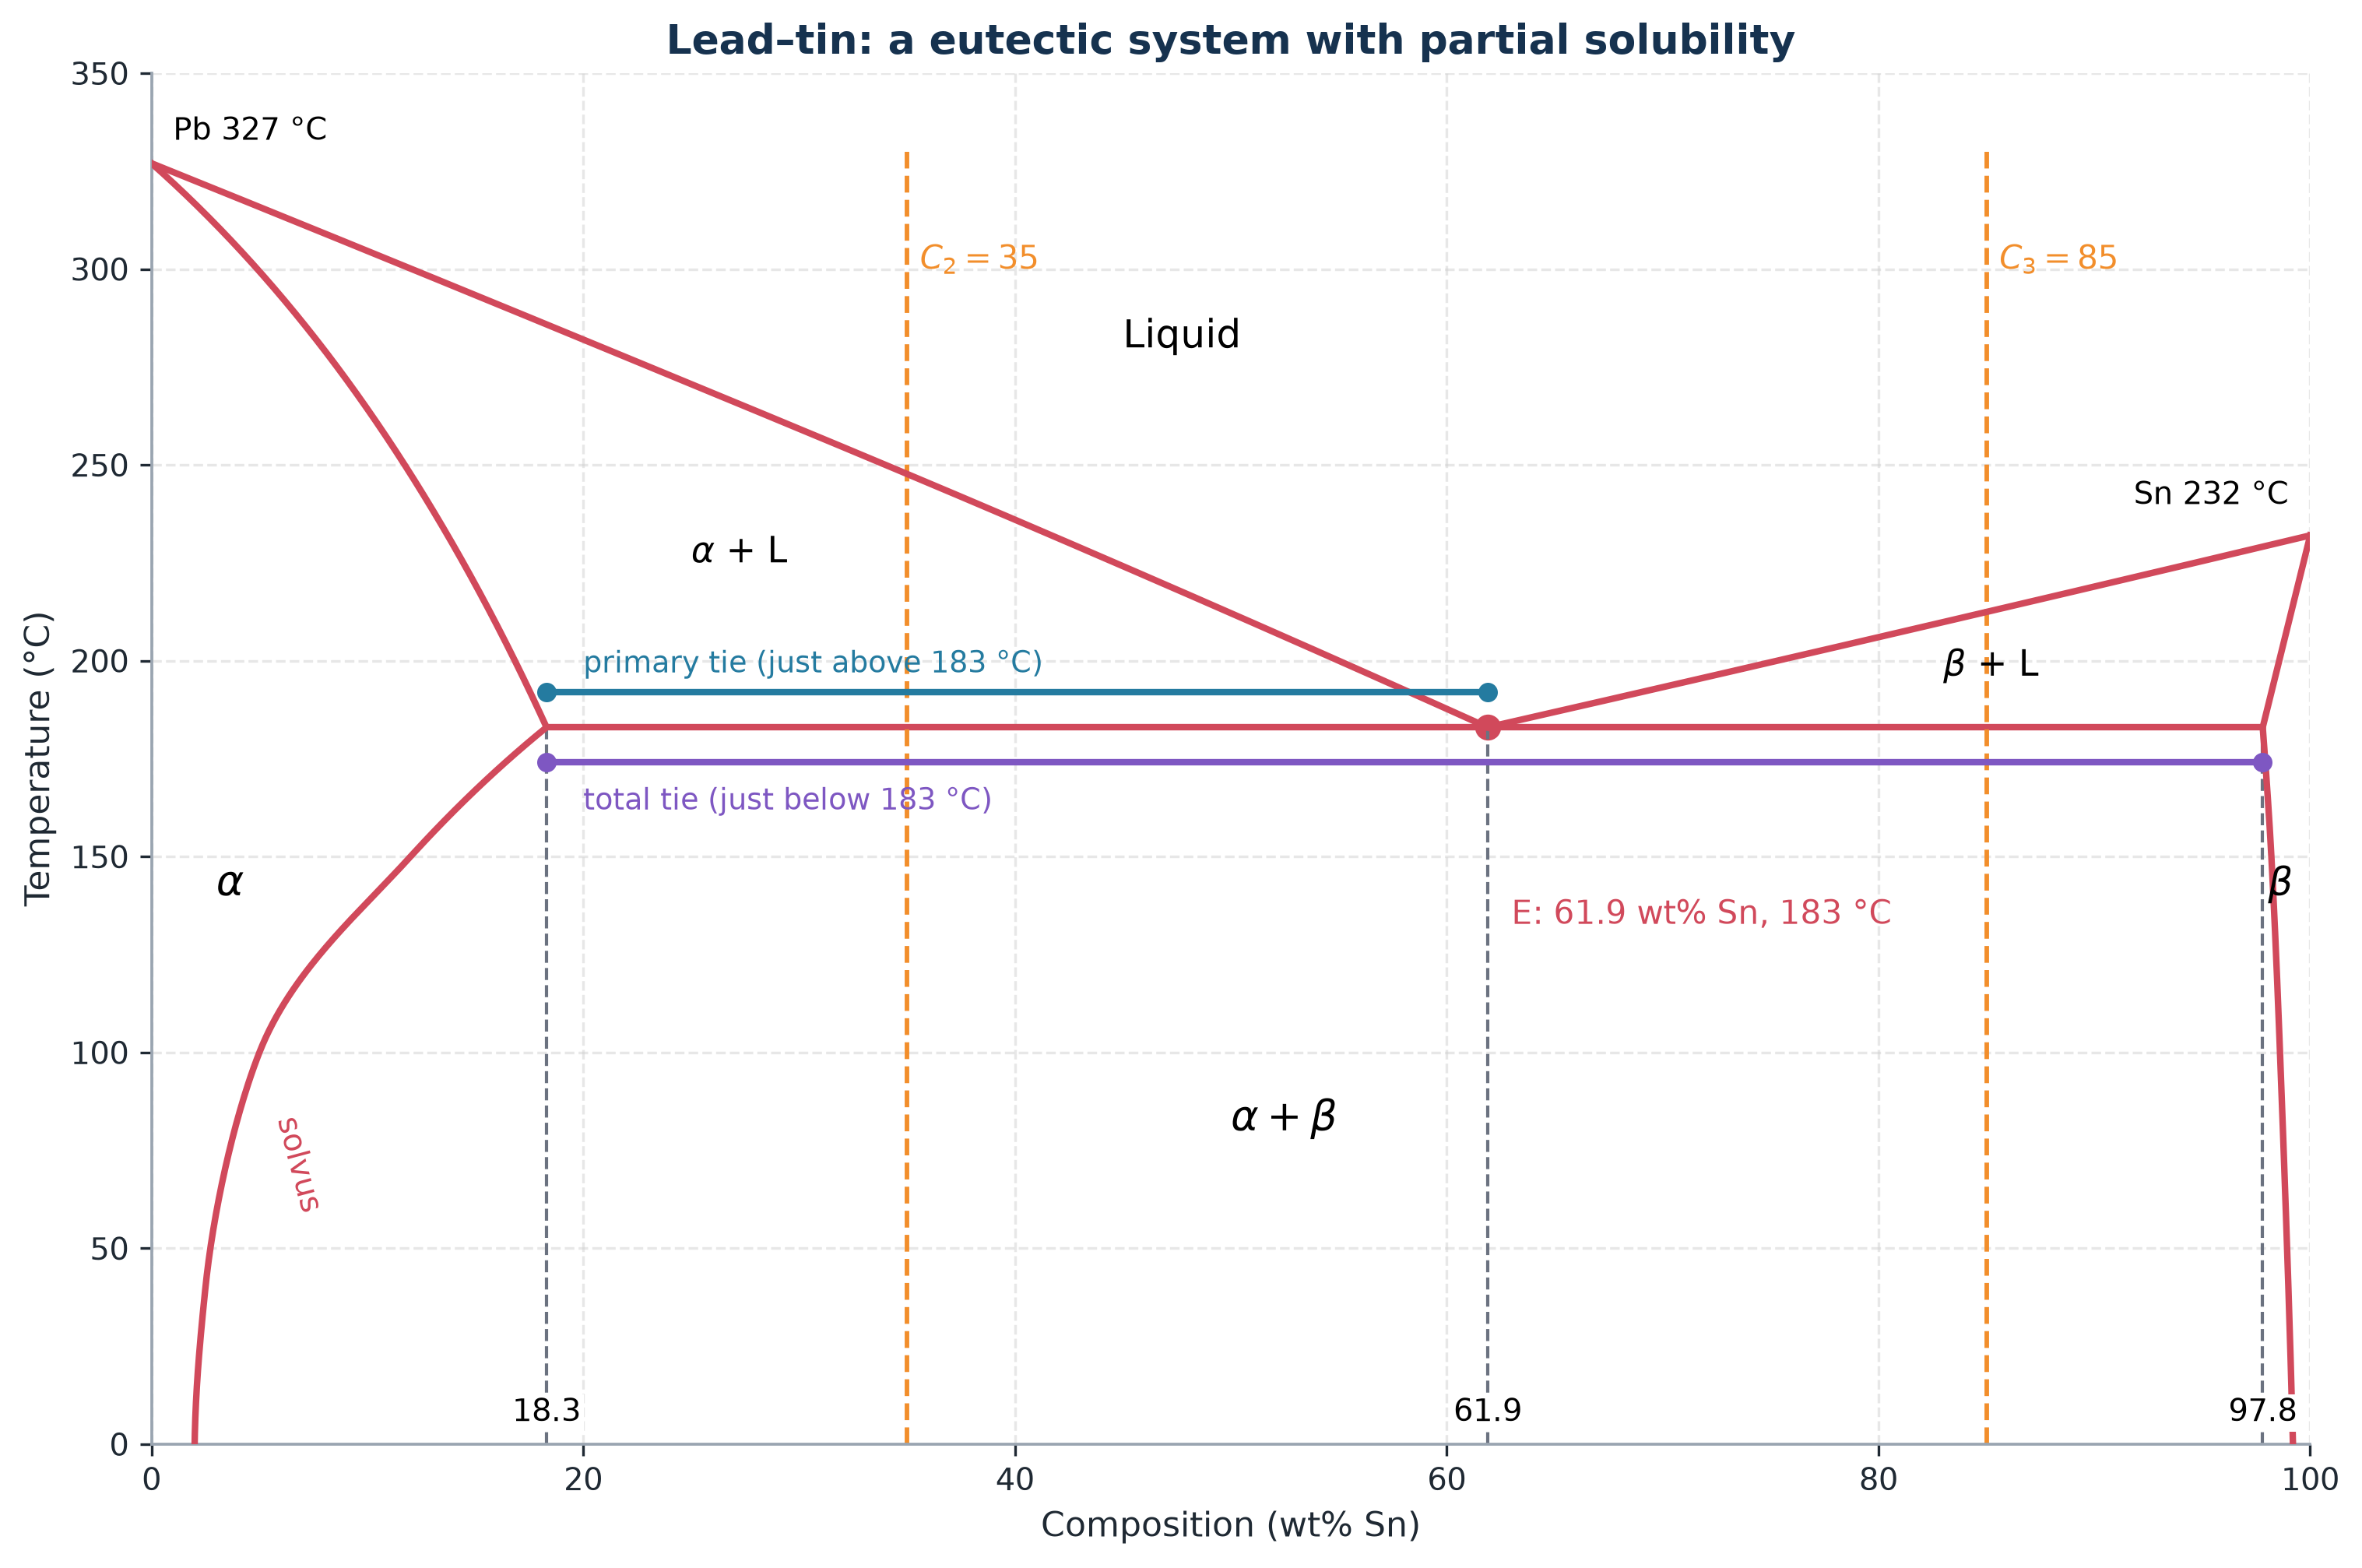 Lead–tin: a eutectic system with partial solubility
350
Pb 327 °C
300
C₂ = 35
C₃ = 85
Liquid
250
Sn 232 °C
α + L
200
primary tie (just above 183 °C)
β + L
total tie (just below 183 °C)
150
α
β
E: 61.9 wt% Sn, 183 °C
100
α + β
solvus
50
18.3
61.9
97.8
0
0
20
40
60
80
100
Temperature (°C)
Composition (wt% Sn)